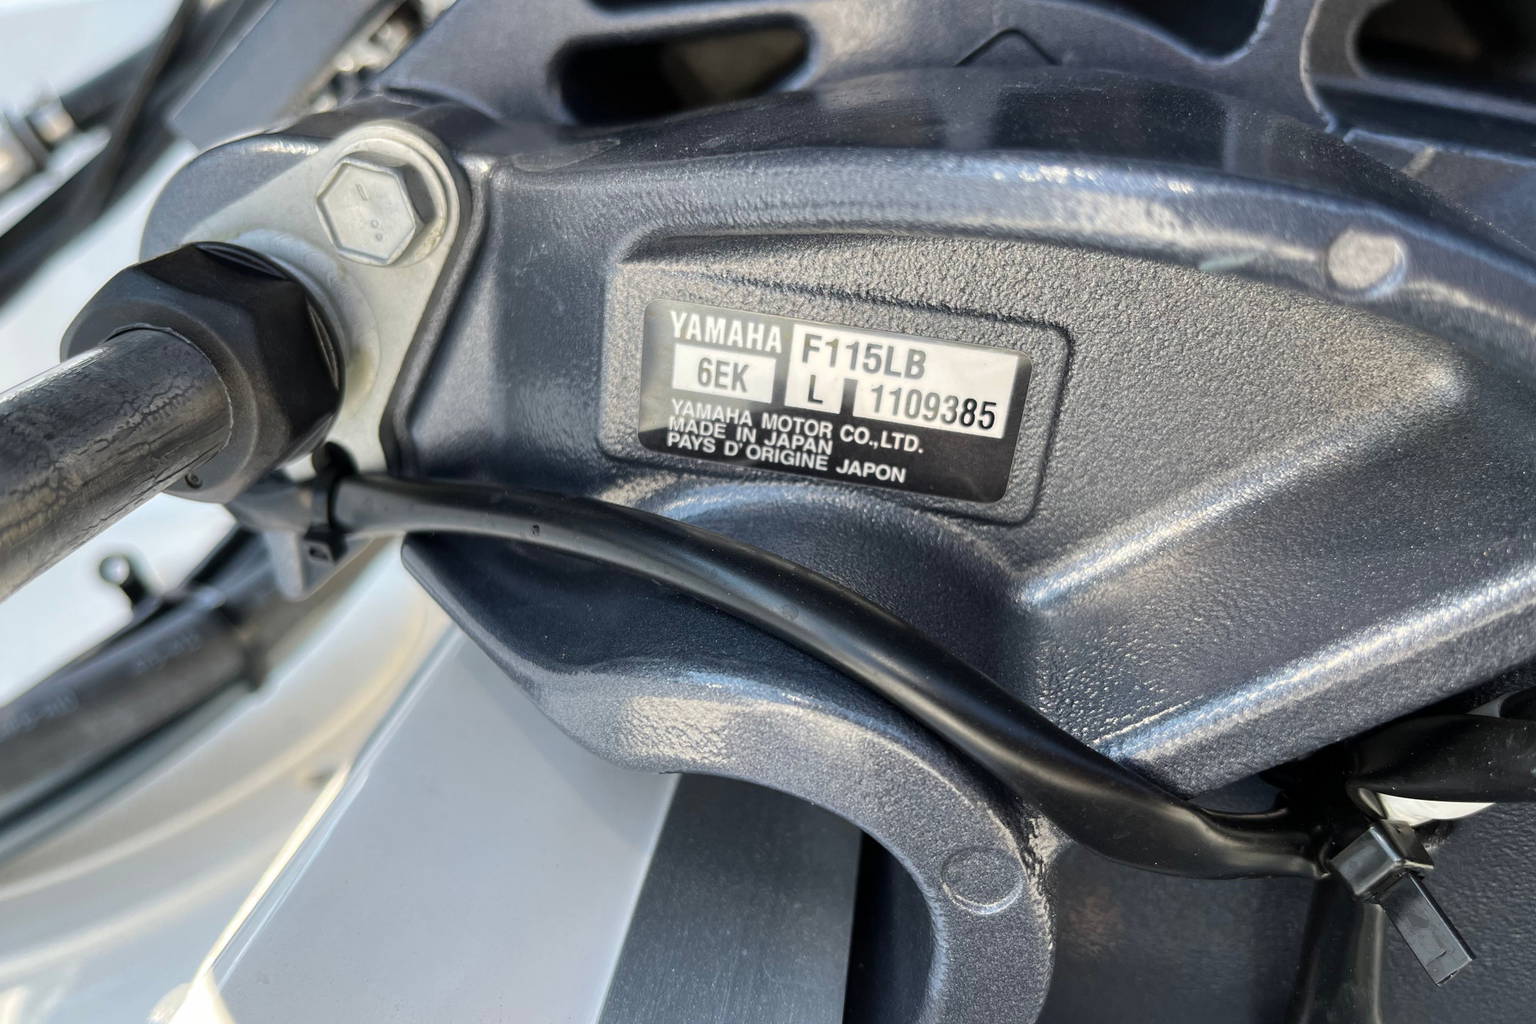 YAMAHA
F115LB
6EK
L 1109385
YAMAHA MOTOR CO.,LTD.
MADE IN JAPAN
PAYS D'ORIGINE JAPON